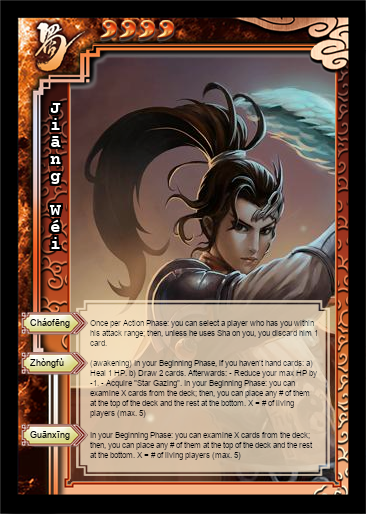 蜀
Jiāng Wéi
Cháofēng
Once per Action Phase: you can select a player who has you within
his attack range; then, unless he uses Sha on you, you discard him 1
card.
Zhòngfù
(awakening) in your Beginning Phase, if you haven't hand cards: a)
Heal 1 HP. b) Draw 2 cards. Afterwards: - Reduce your max HP by
-1. - Acquire "Star Gazing". In your Beginning Phase: you can
examine X cards from the deck; then, you can place any # of them
at the top of the deck and the rest at the bottom. X = # of living
players (max. 5)
Guānxīng
In your Beginning Phase: you can examine X cards from the deck;
then, you can place any # of them at the top of the deck and the rest
at the bottom. X = # of living players (max. 5)